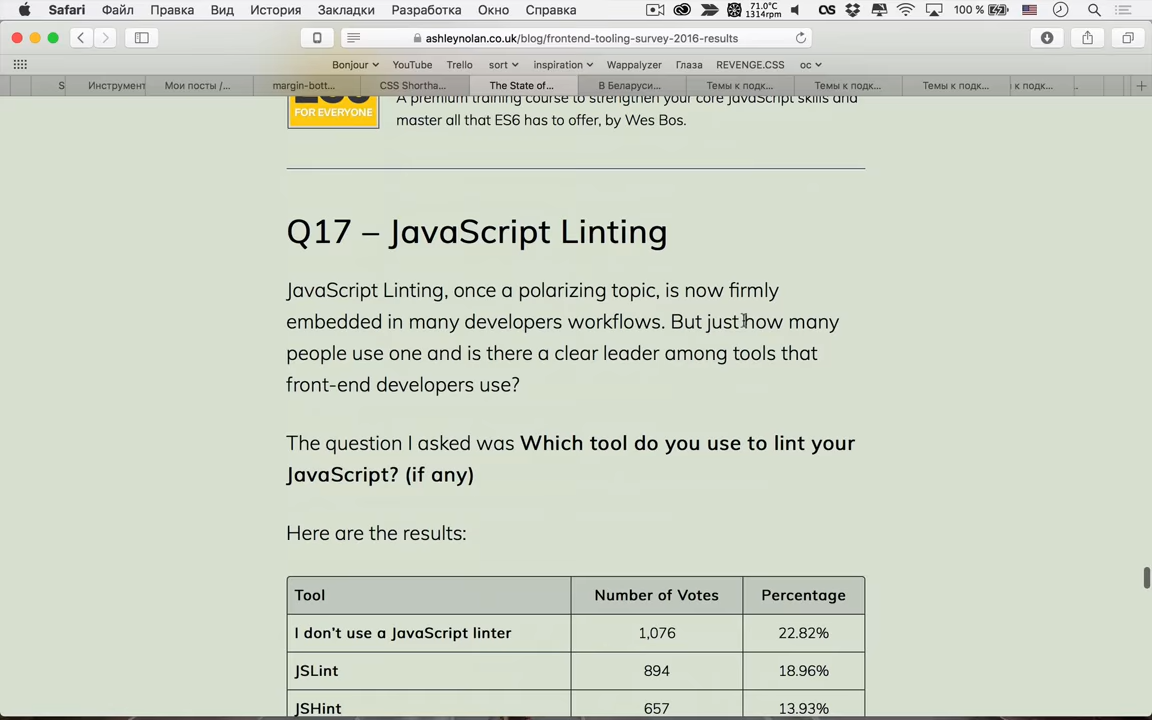 Safari Файл Правка Вид История Закладки Разработка Окно Справка 71.0°C 1314rpm 100 %
ashleynolan.co.uk/blog/frontend-tooling-survey-2016-results
Bonjour YouTube Trello sort inspiration Wappalyzer Глаза REVENGE.CSS ос
S Инструмент Мои посты /... margin-bott... CSS Shortha... The State of... В Беларуси... Темы к подк... Темы к подк... Темы к подк... к подк...
FOR EVERYONE
A premium training course to strengthen your core JavaScript skills and
master all that ES6 has to offer, by Wes Bos.
Q17 – JavaScript Linting
JavaScript Linting, once a polarizing topic, is now firmly
embedded in many developers workflows. But just how many
people use one and is there a clear leader among tools that
front-end developers use?
The question I asked was Which tool do you use to lint your
JavaScript? (if any)
Here are the results:
Tool Number of Votes Percentage
I don't use a JavaScript linter 1,076 22.82%
JSLint 894 18.96%
JSHint 657 13.93%